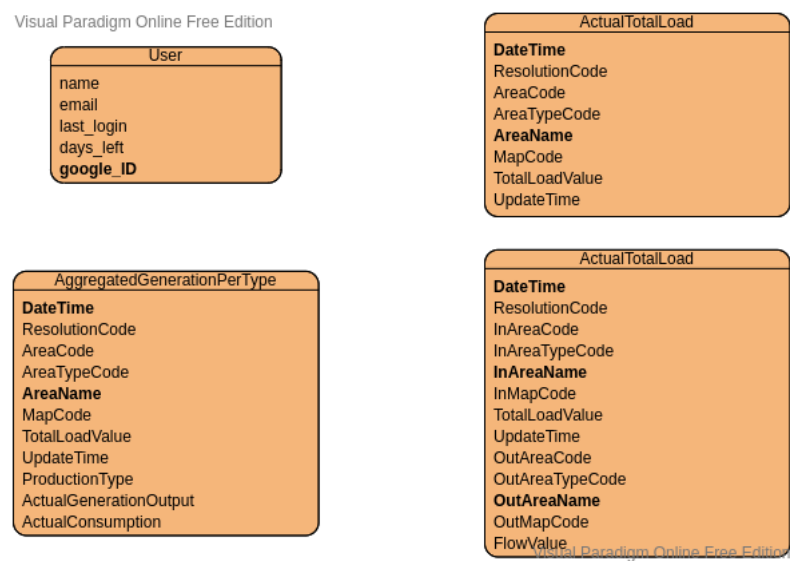 Visual Paradigm Online Free Edition
User
name
email
last_login
days_left
google_ID
ActualTotalLoad
DateTime
ResolutionCode
AreaCode
AreaTypeCode
AreaName
MapCode
TotalLoadValue
UpdateTime
AggregatedGenerationPerType
DateTime
ResolutionCode
AreaCode
AreaTypeCode
AreaName
MapCode
TotalLoadValue
UpdateTime
ProductionType
ActualGenerationOutput
ActualConsumption
ActualTotalLoad
DateTime
ResolutionCode
InAreaCode
InAreaTypeCode
InAreaName
InMapCode
TotalLoadValue
UpdateTime
OutAreaCode
OutAreaTypeCode
OutAreaName
OutMapCode
FlowValue
Visual Paradigm Online Free Edition